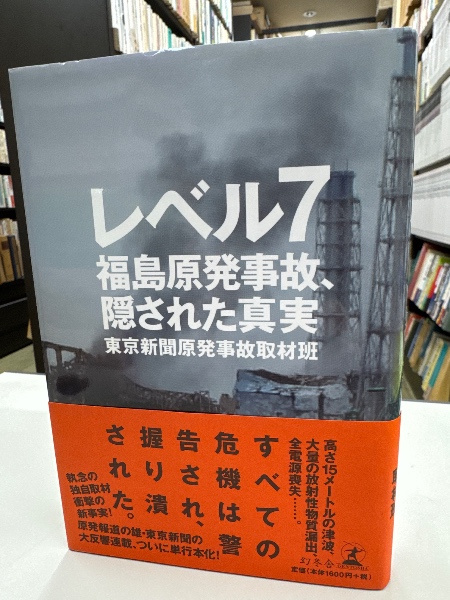 レベル7
福島原発事故、
隠された真実
東京新聞原発事故取材班
高さ15メートルの津波、
大量の放射性物質漏出、
全電源喪失……。
すべての
危機は警
告され、
握り潰
された。
執念の
独自取材
衝撃の
新事実!
原発報道の雄・東京新聞の
大反響連載、ついに単行本化!
幻冬舎
GENTOSHA
定価(本体1600円+税)